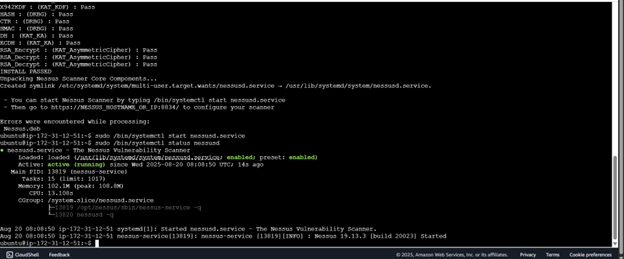 X942KDF : (KAT_KDF) : Pass
HASH : (DRBG) : Pass
CTR : (DRBG) : Pass
HMAC : (DRBG) : Pass
DH : (KAT_KA) : Pass
ECDH : (KAT_KA) : Pass
RSA_Encrypt : (KAT_AsymmetricCipher) : Pass
RSA_Decrypt : (KAT_AsymmetricCipher) : Pass
RSA_Decrypt : (KAT_AsymmetricCipher) : Pass
INSTALL PASSED
Unpacking Nessus Scanner Core Components...
Created symlink /etc/systemd/system/multi-user.target.wants/nessusd.service → /usr/lib/systemd/system/nessusd.service.
- You can start Nessus Scanner by typing /bin/systemctl start nessusd.service
- Then go to https://NESSUS_HOSTNAME_OR_IP:8834/ to configure your scanner
Errors were encountered while processing:
Nessus.deb
ubuntu@ip-172-31-12-51:~$ sudo /bin/systemctl start nessusd.service
ubuntu@ip-172-31-12-51:~$ sudo /bin/systemctl status nessusd
● nessusd.service - The Nessus Vulnerability Scanner
Loaded: loaded (/usr/lib/systemd/system/nessusd.service; enabled; preset: enabled)
Active: active (running) since Wed 2025-08-20 08:08:50 UTC; 14s ago
Main PID: 13819 (nessus-service)
Tasks: 15 (limit: 1017)
Memory: 102.1M (peak: 108.8M)
CPU: 13.108s
CGroup: /system.slice/nessusd.service
├─13819 /opt/nessus/sbin/nessus-service -q
└─13820 nessusd -q
Aug 20 08:08:50 ip-172-31-12-51 systemd[1]: Started nessusd.service - The Nessus Vulnerability Scanner.
Aug 20 08:08:50 ip-172-31-12-51 nessus-service[13819]: nessus-service [13819][INFO] : Nessus 19.13.3 [build 20023] Started
ubuntu@ip-172-31-12-51:~$
CloudShell Feedback © 2025, Amazon Web Services, Inc. or its affiliates. Privacy Terms Cookie preferences